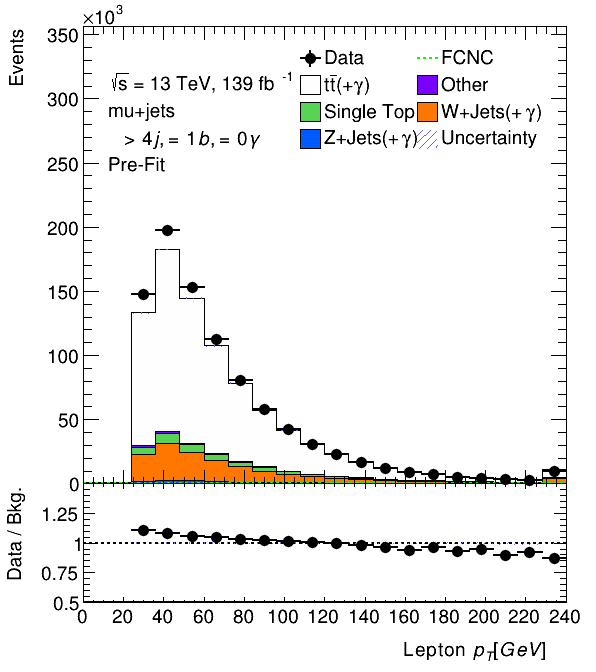 ×10³
Events
350
300
250
200
150
100
50
0
√s = 13 TeV, 139 fb⁻¹
mu+jets
> 4j, = 1b, = 0γ
Pre-Fit
Data
FCNC
tt̄(+γ)
Other
Single Top
W+Jets(+γ)
Z+Jets(+γ)
Uncertainty
Data / Bkg.
1.25
1
0.75
0.5
0 20 40 60 80 100 120 140 160 180 200 220 240
Lepton p_T[GeV]